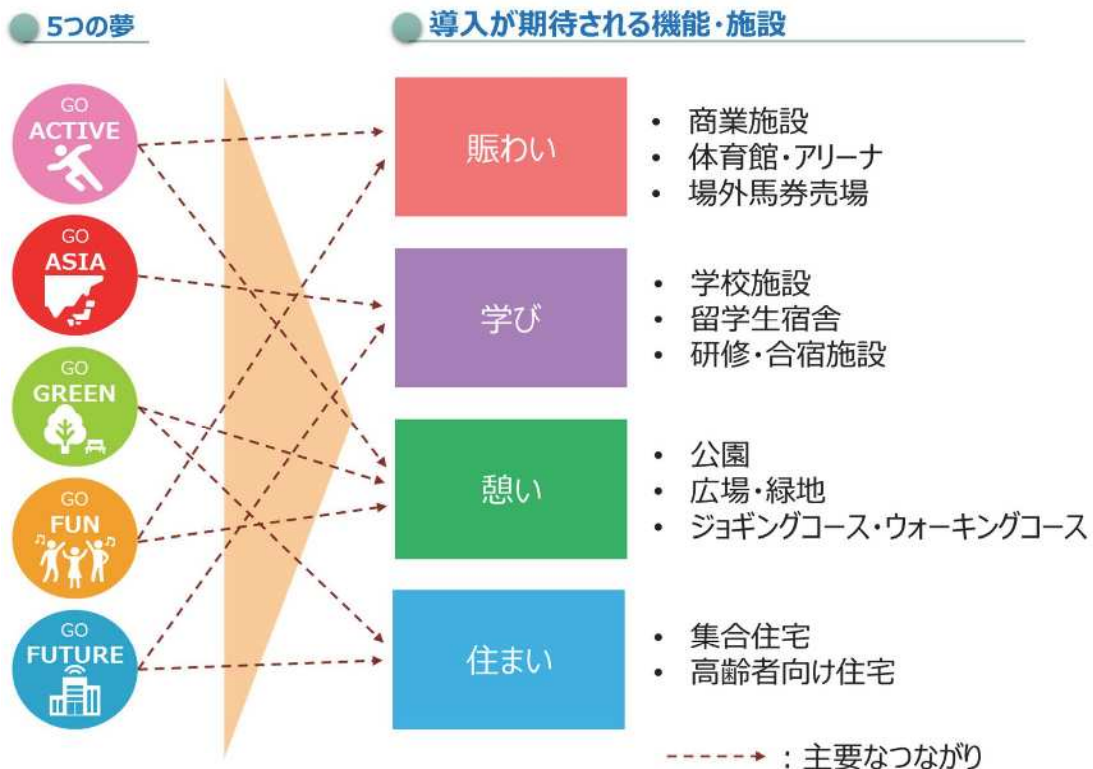 5つの夢
導入が期待される機能・施設
GO
ACTIVE
GO
ASIA
GO
GREEN
GO
FUN
GO
FUTURE
賑わい
• 商業施設
• 体育館・アリーナ
• 場外馬券売場
学び
• 学校施設
• 留学生宿舎
• 研修・合宿施設
憩い
• 公園
• 広場・緑地
• ジョギングコース・ウォーキングコース
住まい
• 集合住宅
• 高齢者向け住宅
：主要なつながり